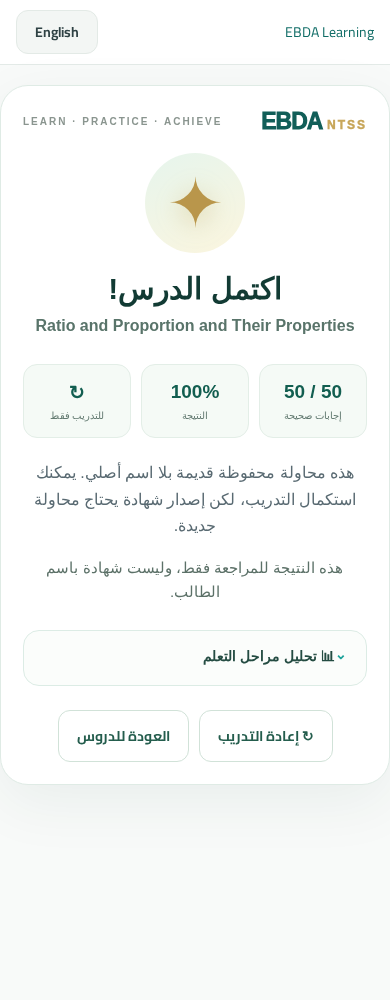 English
EBDA Learning
LEARN · PRACTICE · ACHIEVE
EBDA NTSS
اكتمل الدرس!
Ratio and Proportion and Their Properties
50 / 50
إجابات صحيحة
100%
النتيجة
↻
للتدريب فقط
هذه محاولة محفوظة قديمة بلا اسم أصلي. يمكنك
استكمال التدريب، لكن إصدار شهادة يحتاج محاولة
جديدة.
هذه النتيجة للمراجعة فقط، وليست شهادة باسم
الطالب.
📊 تحليل مراحل التعلم
↻ إعادة التدريب
العودة للدروس